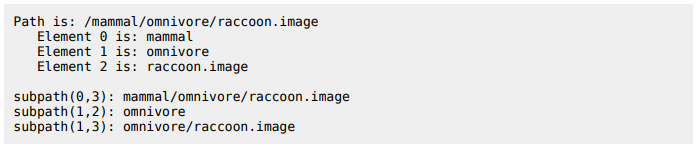 Path is: /mammal/omnivore/raccoon.image
Element 0 is: mammal
Element 1 is: omnivore
Element 2 is: raccoon.image
subpath(0,3): mammal/omnivore/raccoon.image
subpath(1,2): omnivore
subpath(1,3): omnivore/raccoon.image